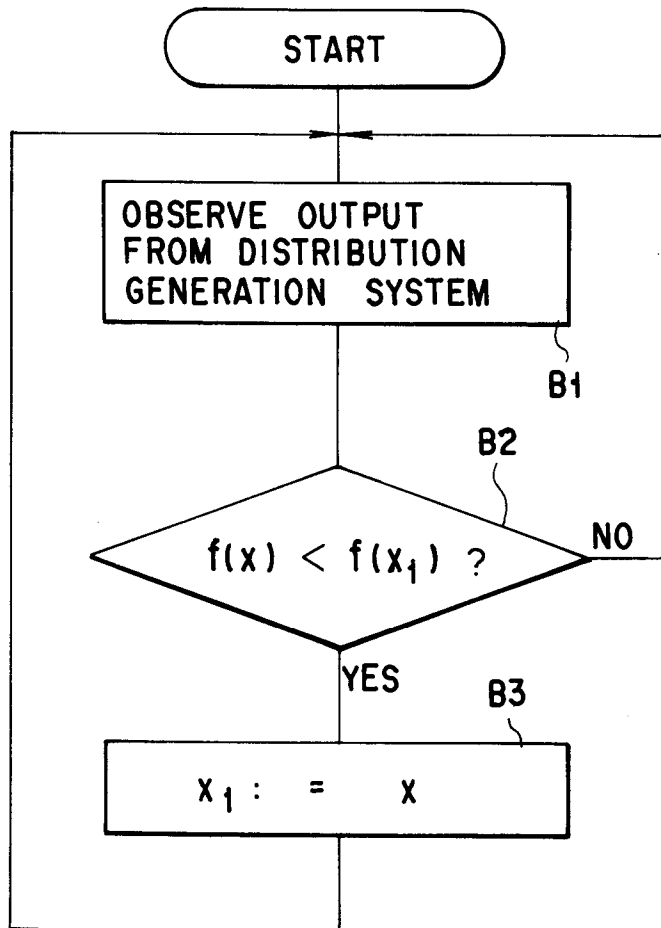 START
OBSERVE OUTPUT
FROM DISTRIBUTION
GENERATION SYSTEM
B1
B2
f(x) < f(x₁) ?
NO
YES
B3
x₁ : = x